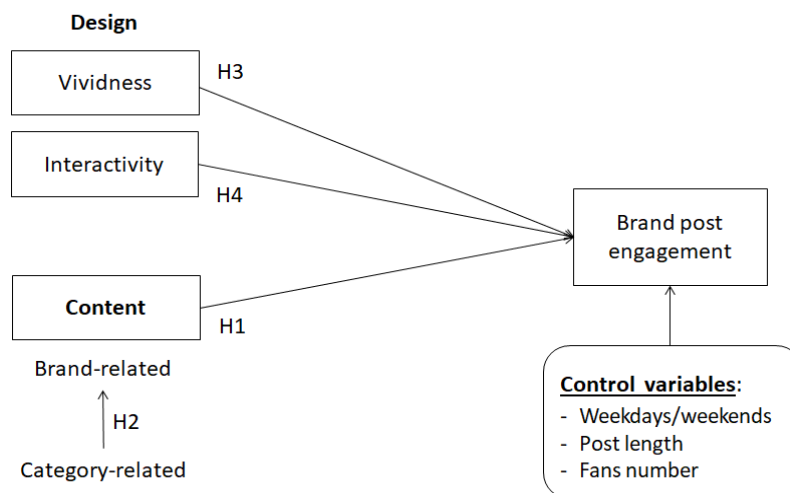 Design
Vividness
H3
Interactivity
H4
Brand post
engagement
Content
H1
Brand-related
H2
Category-related
Control variables:
- Weekdays/weekends
- Post length
- Fans number